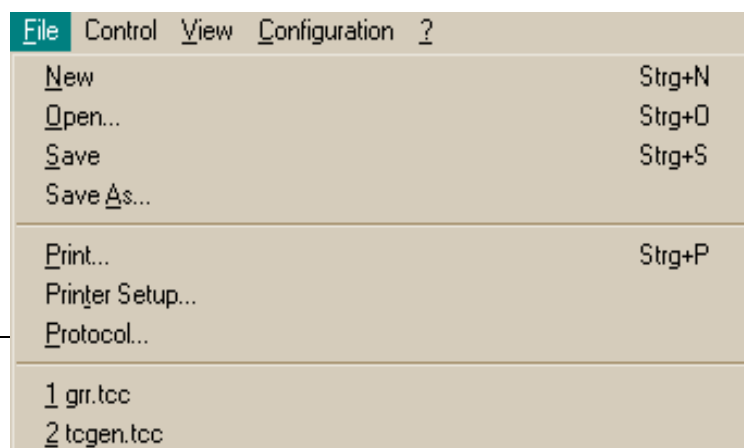 File Control View Configuration ?
New Strg+N
Open... Strg+O
Save Strg+S
Save As...
Print... Strg+P
Printer Setup...
Protocol...
1 grr.tcc
2 tcgen.tcc